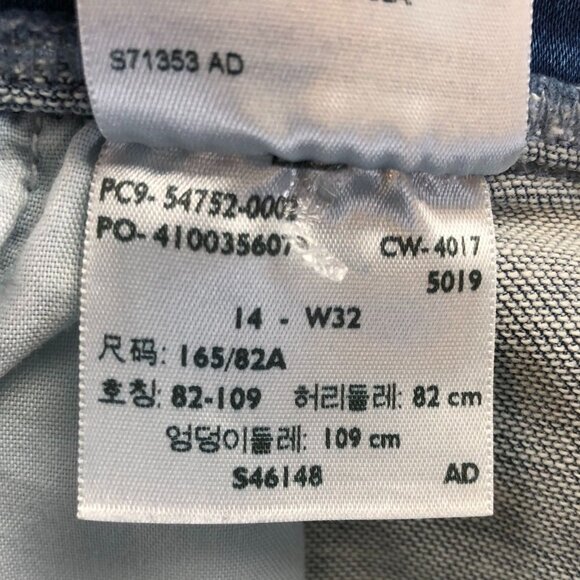 S71353 AD
PC9- 54752-0002
PO- 410035607
CW- 4017
5019
14 - W32
尺码: 165/82A
호칭: 82-109 허리둘레: 82 cm
엉덩이둘레: 109 cm
S46148 AD